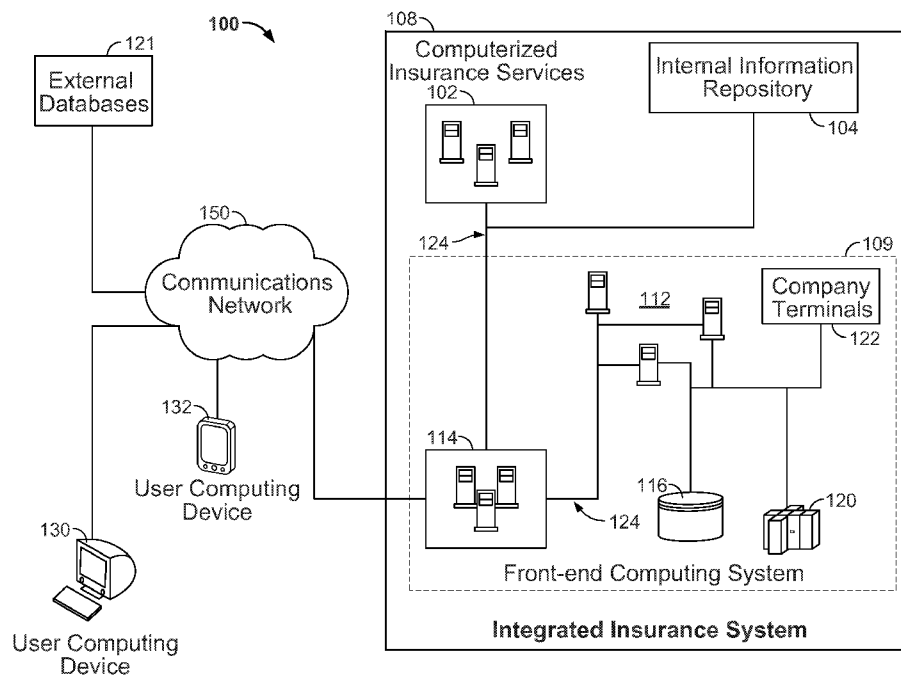 100
108
121
External
Databases
Computerized
Insurance Services
102
Internal Information
Repository
104
150
Communications
Network
124
109
112
Company
Terminals
122
132
User Computing
Device
114
124
116
120
130
Front-end Computing System
User Computing
Device
Integrated Insurance System